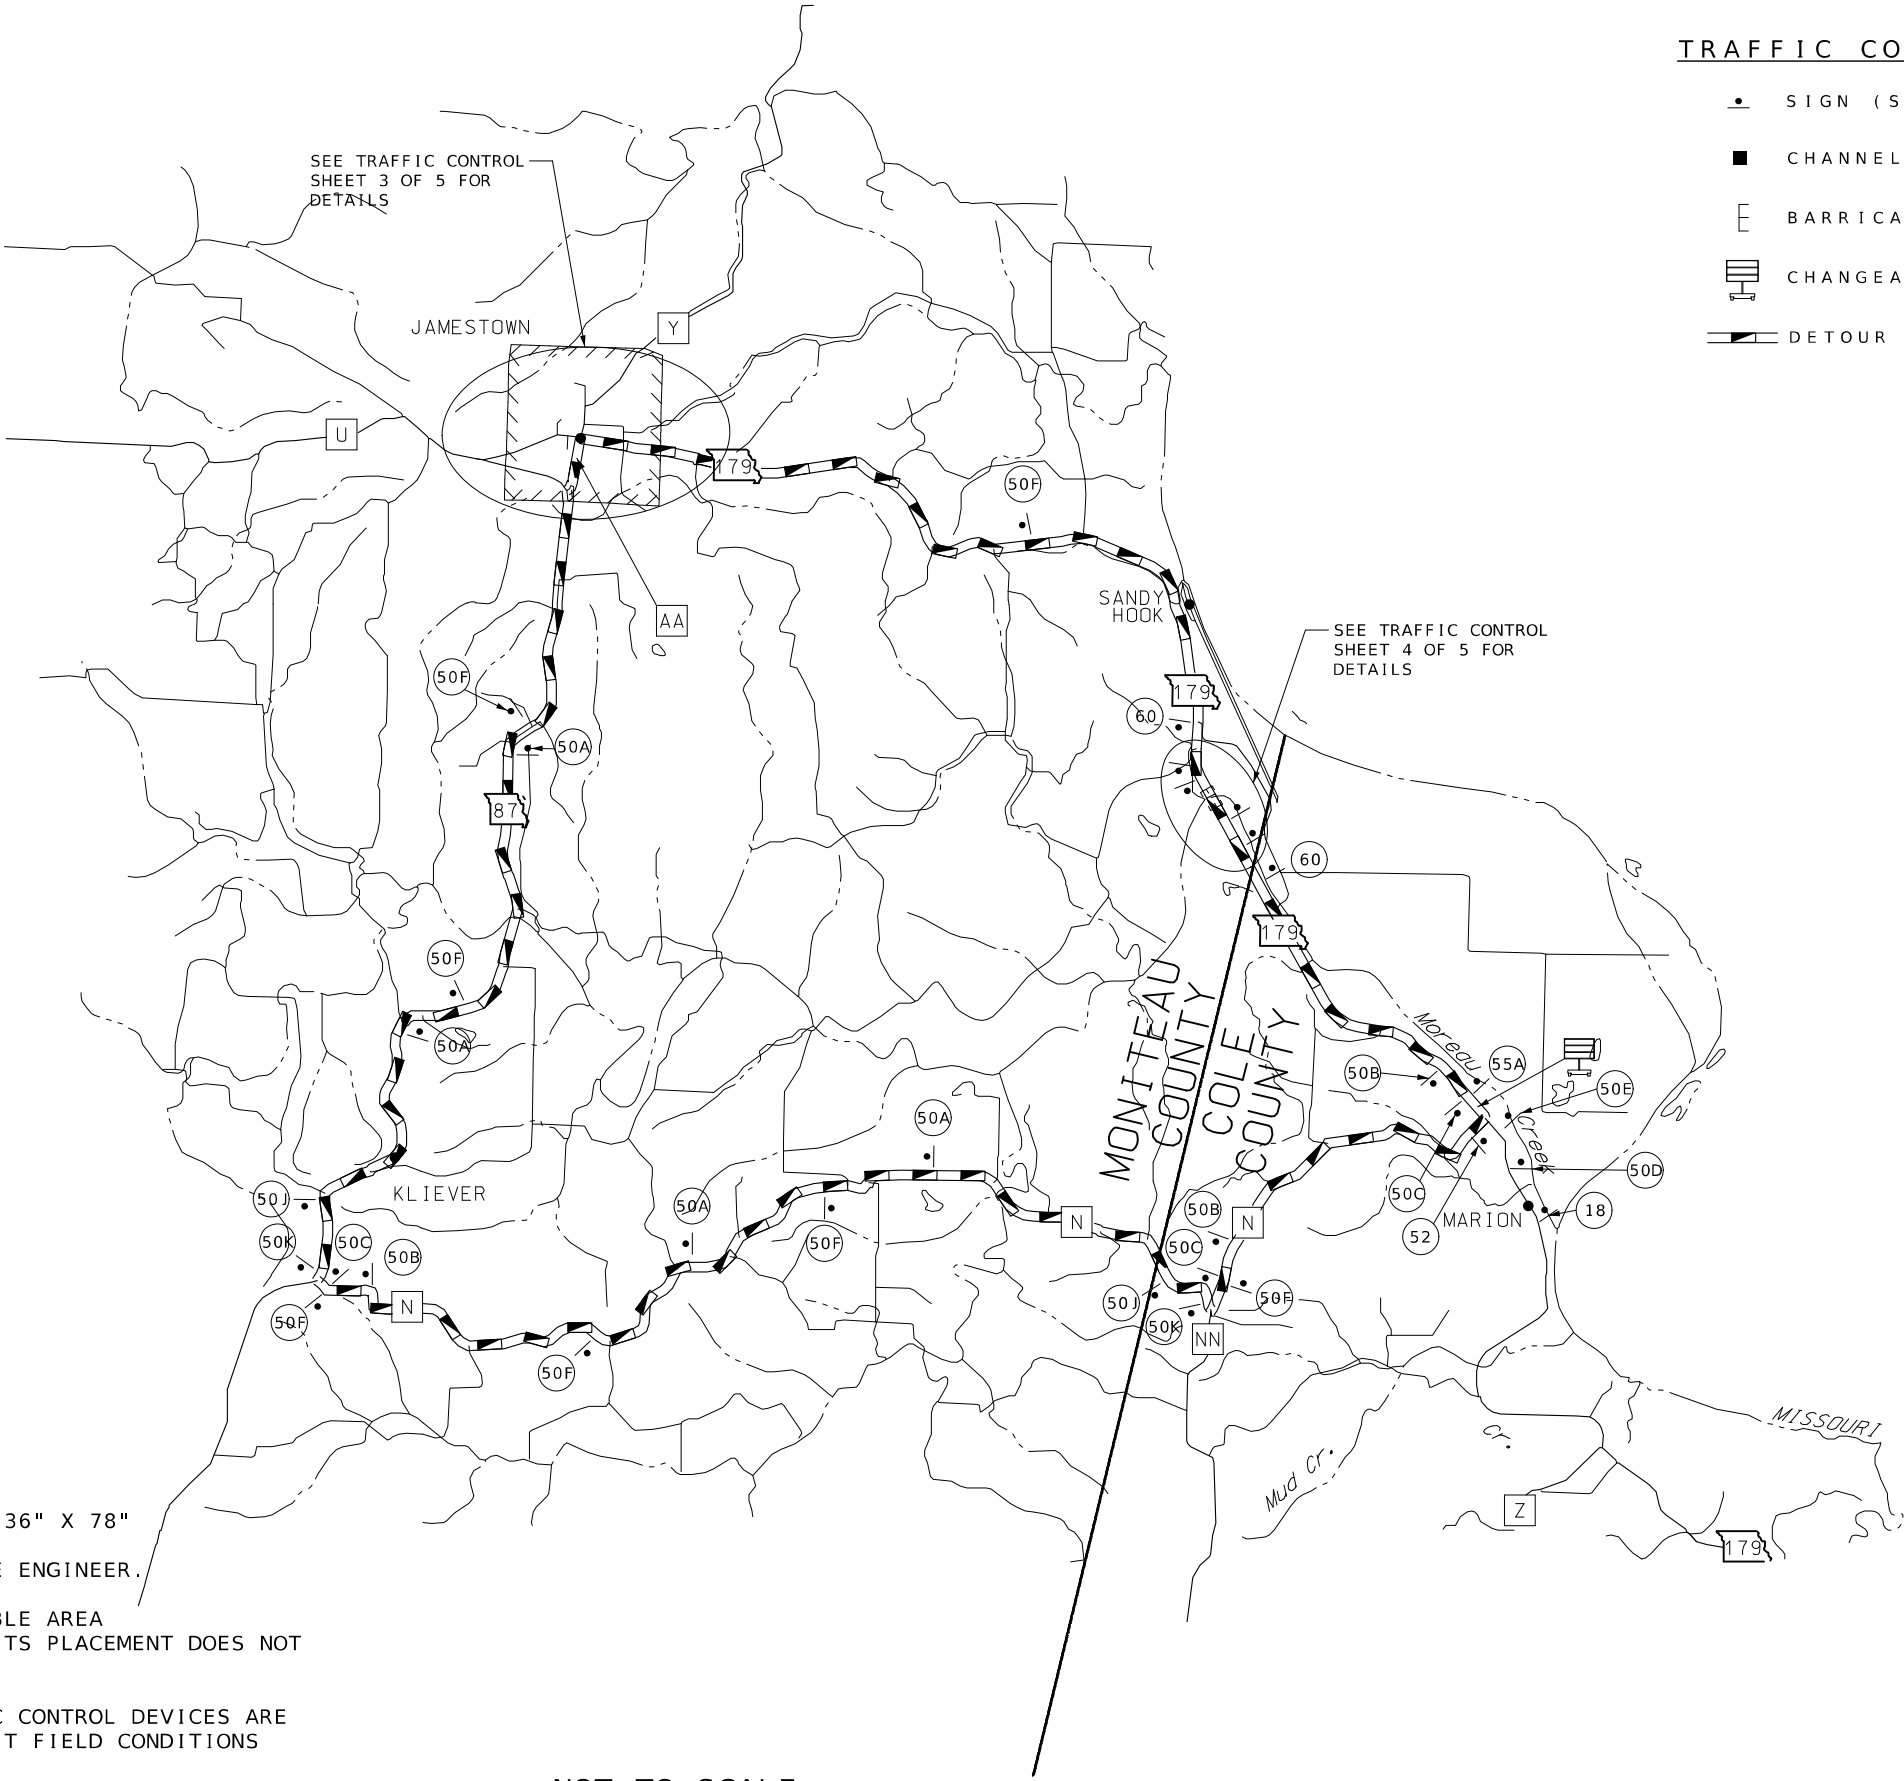 TRAFFIC CO
SIGN (S
CHANNEL
BARRICA
CHANGEA
DETOUR
SEE TRAFFIC CONTROL
SHEET 3 OF 5 FOR
DETAILS
JAMESTOWN
Y
U
179
50F
AA
SANDY
HOOK
SEE TRAFFIC CONTROL
SHEET 4 OF 5 FOR
DETAILS
50F
179
60
50A
87
60
179
50F
50A
MONITEAU
COUNTY
COLE
COUNTY
Moreau
Creek
50B
55A
50E
50A
50D
50C
MARION
18
52
50J
KLIEVER
50A
50K
50C
50B
50F
N
50B
N
50C
50J
50F
50K
NN
N
50F
50F
MISSOURI
Cr.
Mud Cr.
Z
179
36" X 78"
E ENGINEER.
BLE AREA
TS PLACEMENT DOES NOT
C CONTROL DEVICES ARE
T FIELD CONDITIONS
NOT TO SCALE